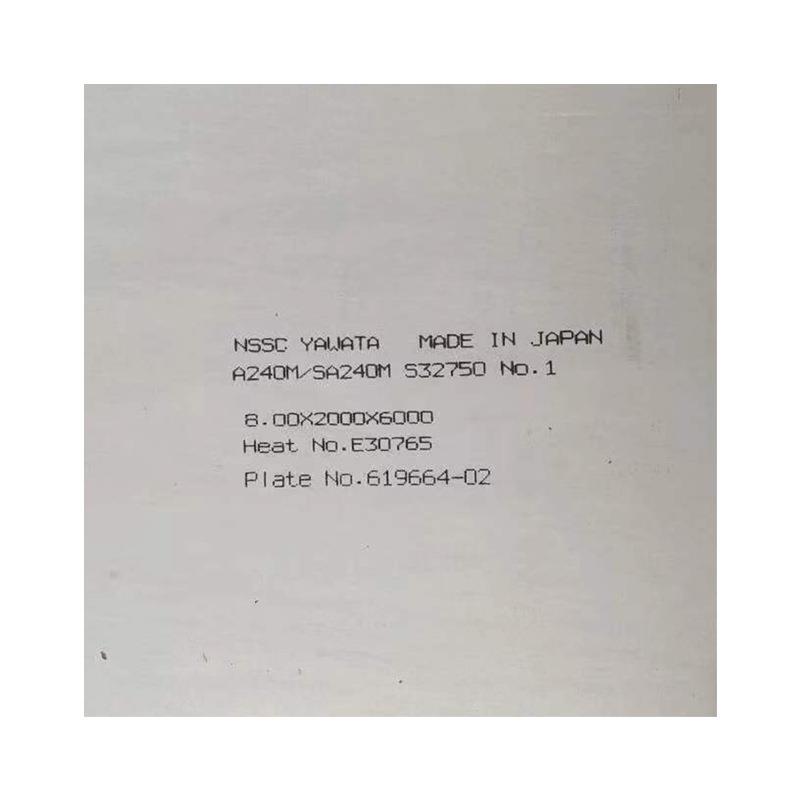 NSSC YAWATA MADE IN JAPAN
A240M/SA240M S32750 No.1
8.00X2000X6000
Heat No.E30765
Plate No.619664-02